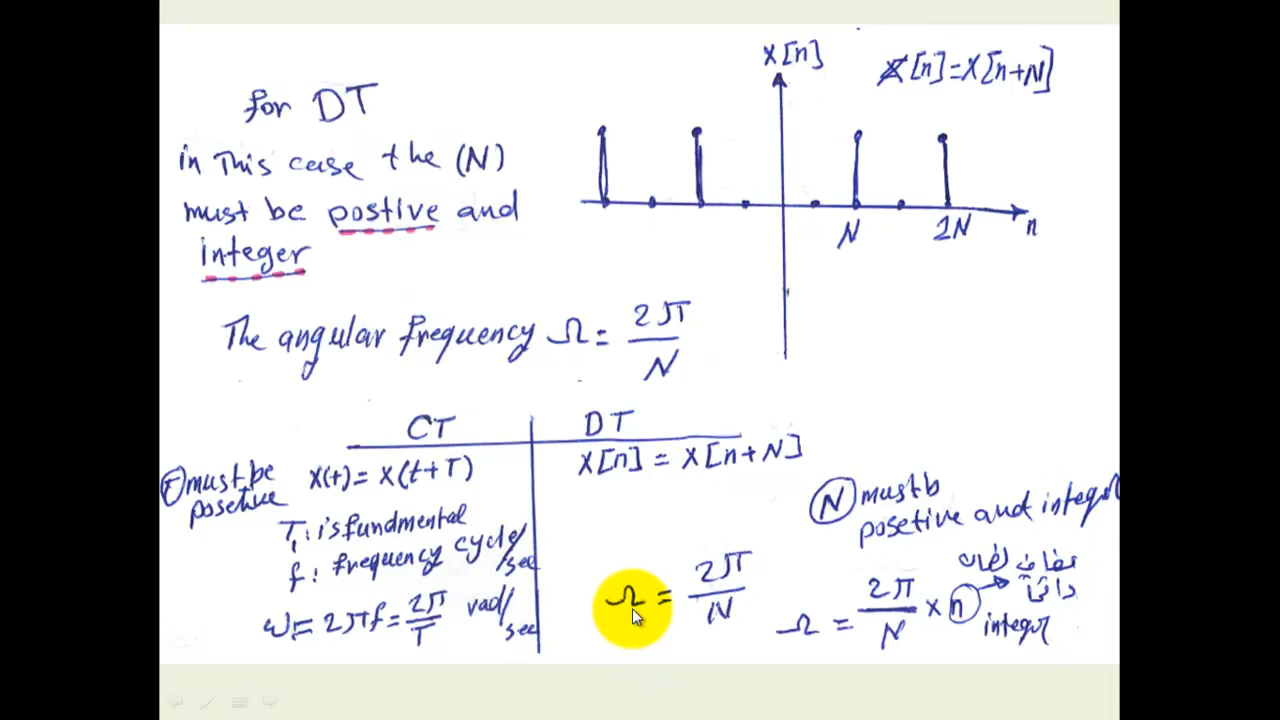 for DT
in This case the (N)
must be postive and
integer
X[n]
X[n]=X[n+N]
N
2N
n
The angular frequency Ω = 2π/N
CT
DT
T must be
posetive
X(t) = X(t+T)
T: is fundmental
f: frequency cycle/sec
ω = 2πf = 2π/T rad/sec
X[n] = X[n+N]
Ω = 2π/N
N must b
posetive and integer
Ω = 2π/N × n
integer